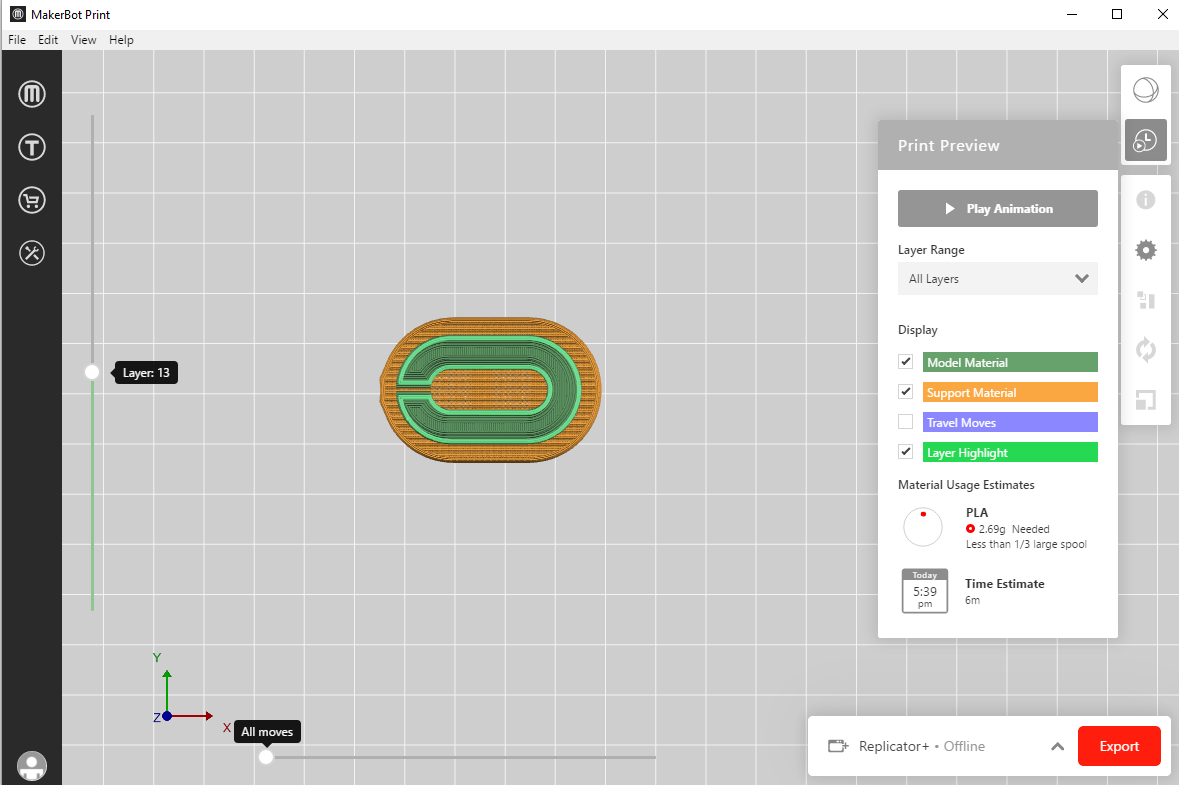 MakerBot Print
File Edit View Help
Layer: 13
Print Preview
Play Animation
Layer Range
All Layers
Display
Model Material
Support Material
Travel Moves
Layer Highlight
Material Usage Estimates
PLA
2.69g Needed
Less than 1/3 large spool
Today
5:39
pm
Time Estimate
6m
Y
Z
X
All moves
Replicator+ • Offline
Export